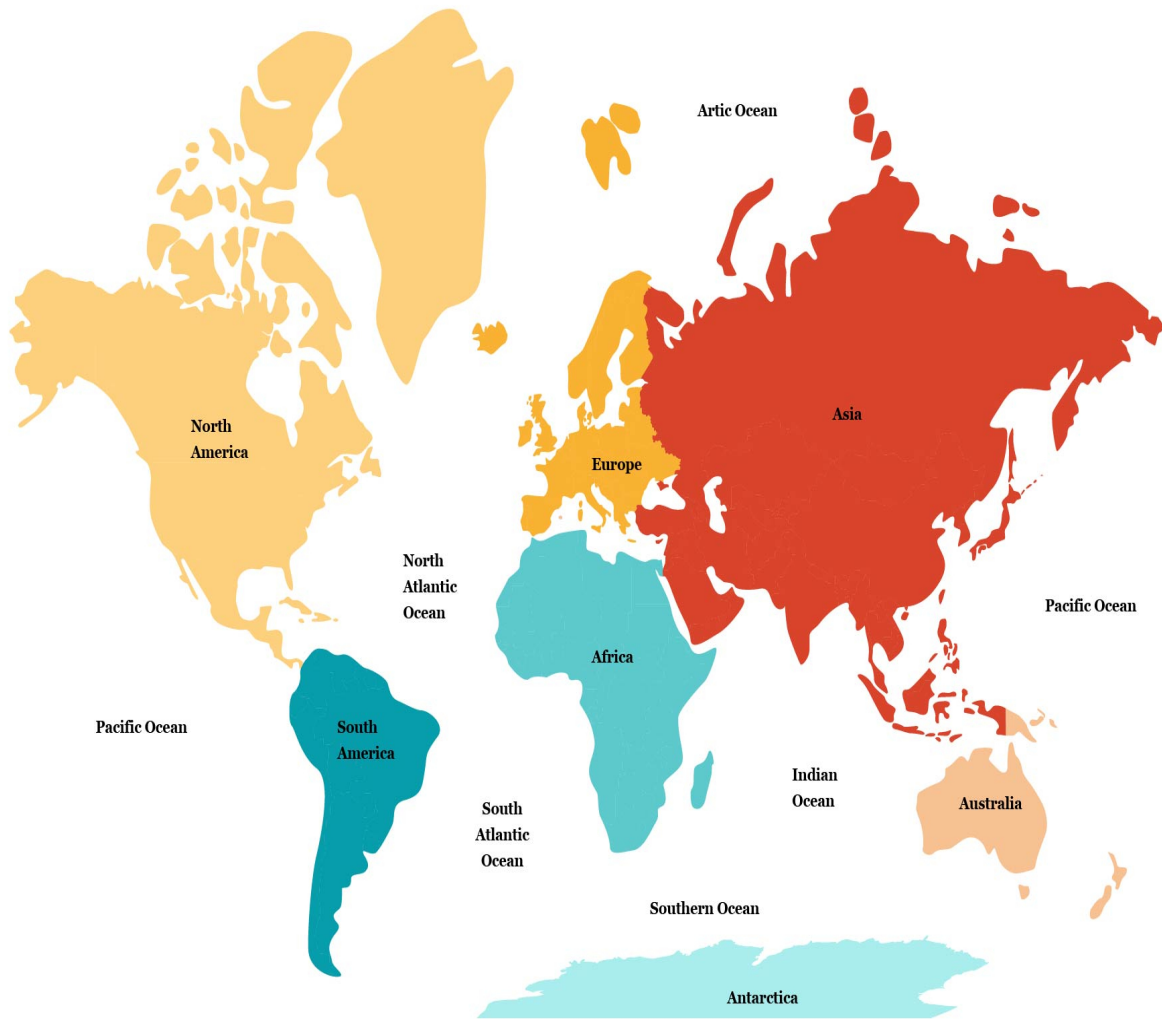 Artic Ocean
North
America
Asia
Europe
North
Atlantic
Ocean
Pacific Ocean
Africa
Pacific Ocean
South
America
Indian
Ocean
Australia
South
Atlantic
Ocean
Southern Ocean
Antarctica